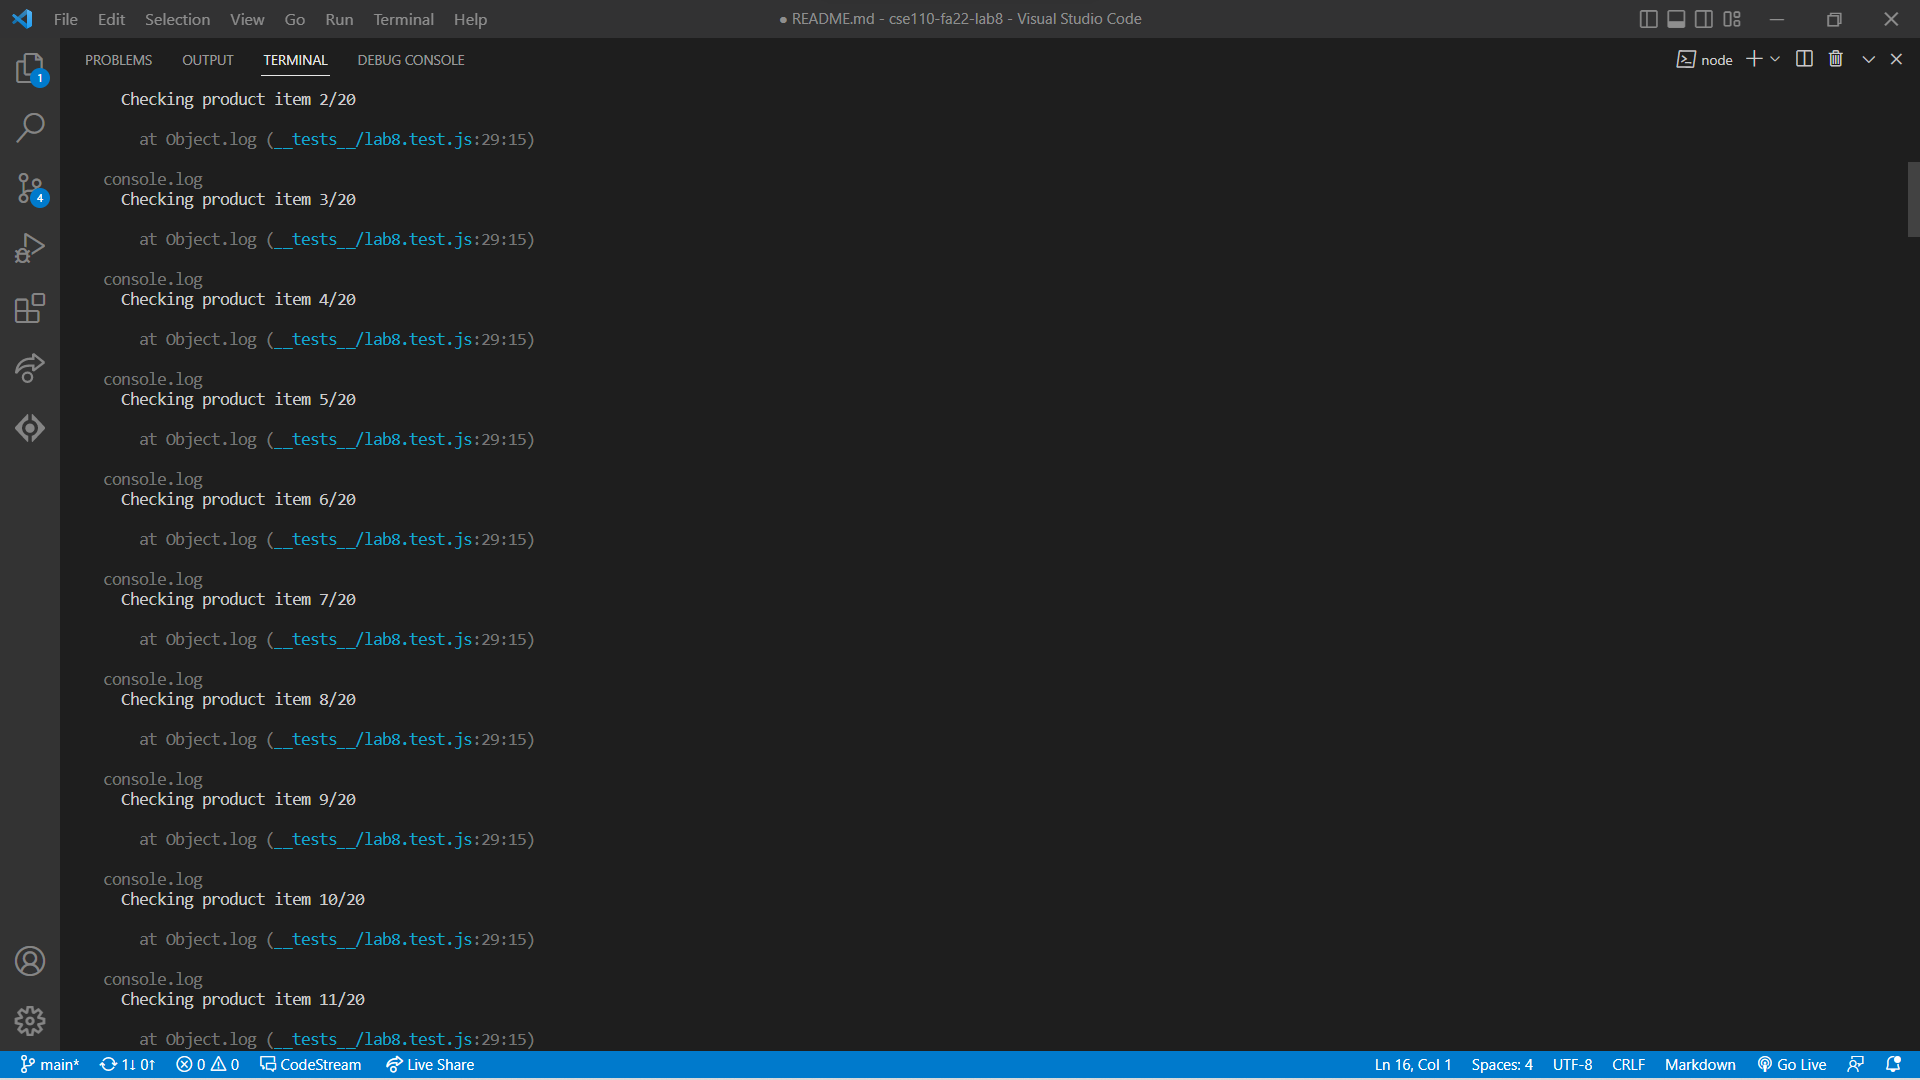 File Edit Selection View Go Run Terminal Help ● README.md - cse110-fa22-lab8 - Visual Studio Code
PROBLEMS OUTPUT TERMINAL DEBUG CONSOLE node
1
4
Checking product item 2/20
at Object.log (__tests__/lab8.test.js:29:15)
console.log
Checking product item 3/20
at Object.log (__tests__/lab8.test.js:29:15)
console.log
Checking product item 4/20
at Object.log (__tests__/lab8.test.js:29:15)
console.log
Checking product item 5/20
at Object.log (__tests__/lab8.test.js:29:15)
console.log
Checking product item 6/20
at Object.log (__tests__/lab8.test.js:29:15)
console.log
Checking product item 7/20
at Object.log (__tests__/lab8.test.js:29:15)
console.log
Checking product item 8/20
at Object.log (__tests__/lab8.test.js:29:15)
console.log
Checking product item 9/20
at Object.log (__tests__/lab8.test.js:29:15)
console.log
Checking product item 10/20
at Object.log (__tests__/lab8.test.js:29:15)
console.log
Checking product item 11/20
at Object.log (__tests__/lab8.test.js:29:15)
main* 1↓ 0↑ 0 0 CodeStream Live Share Ln 16, Col 1 Spaces: 4 UTF-8 CRLF Markdown Go Live